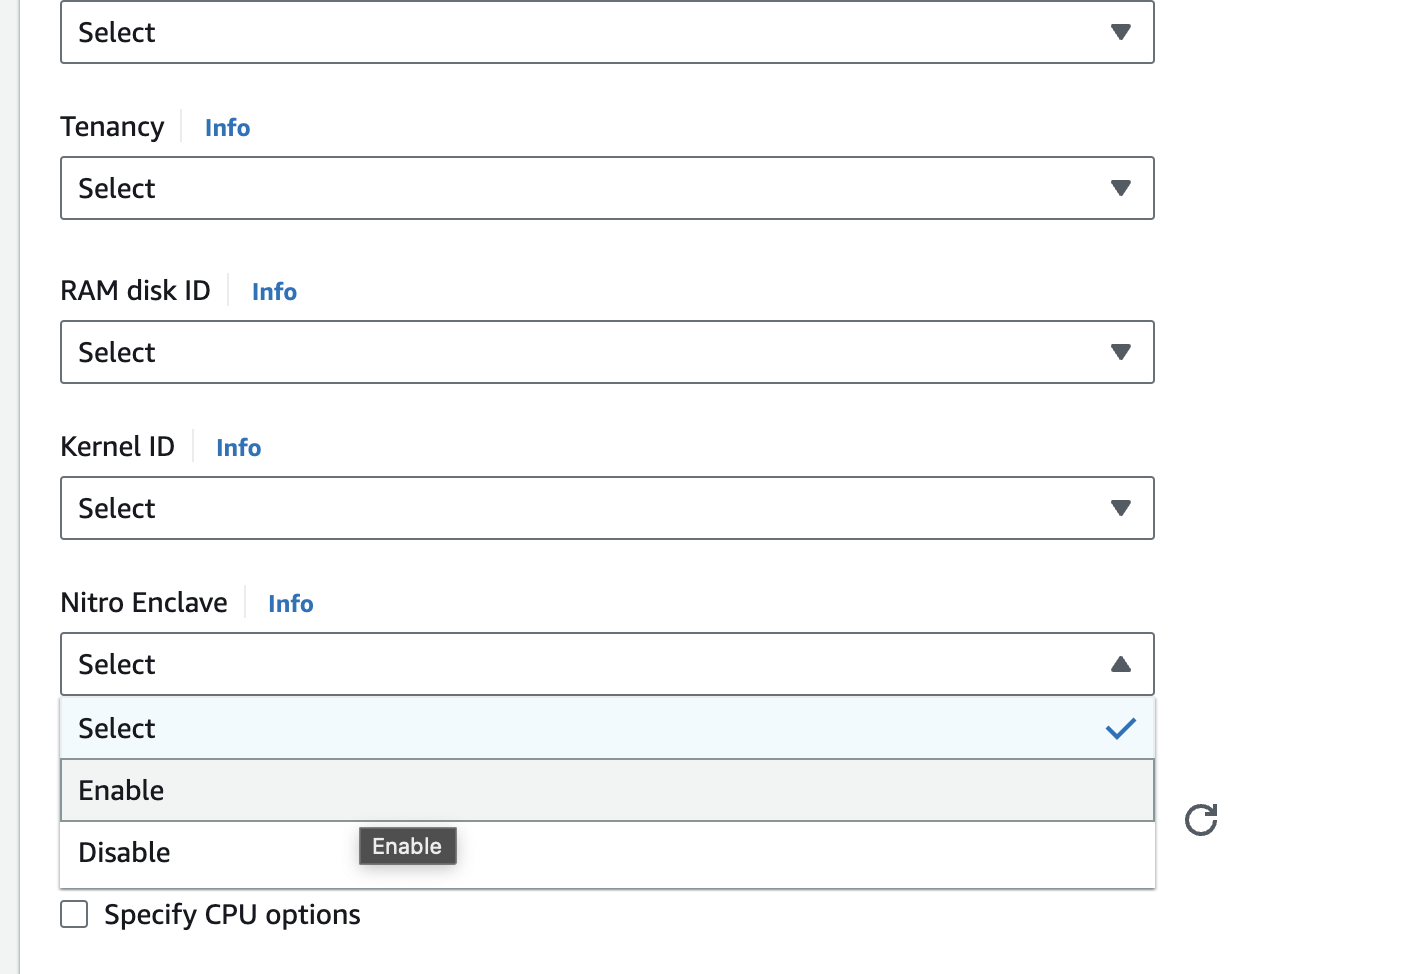 Select
Tenancy Info
Select
RAM disk ID Info
Select
Kernel ID Info
Select
Nitro Enclave Info
Select
Select
Enable
Enable
Disable
Specify CPU options